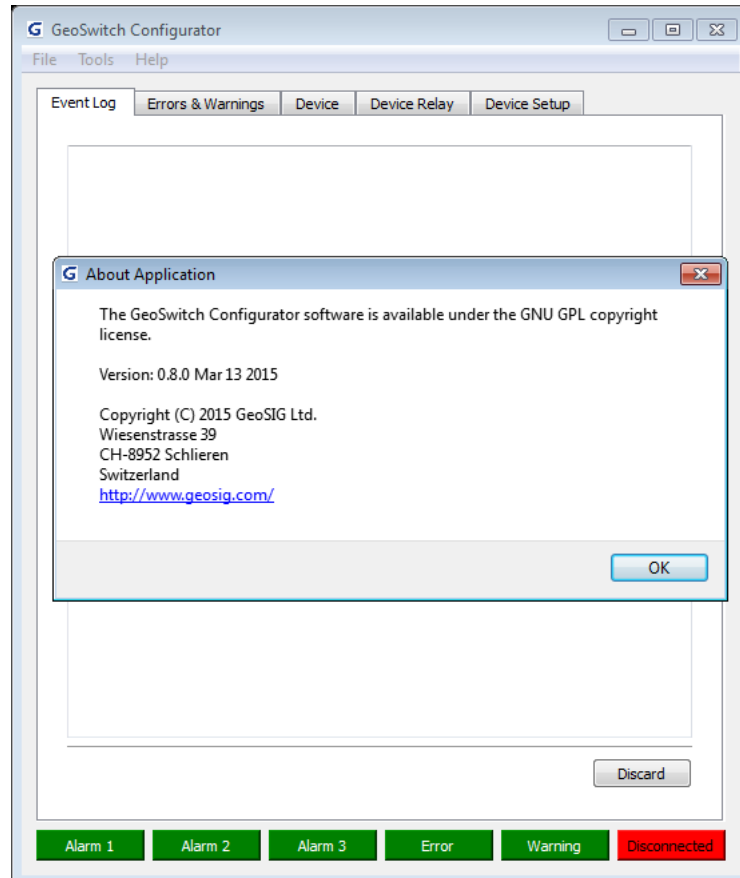 G GeoSwitch Configurator
File Tools Help
Event Log Errors & Warnings Device Device Relay Device Setup
G About Application
The GeoSwitch Configurator software is available under the GNU GPL copyright
license.
Version: 0.8.0 Mar 13 2015
Copyright (C) 2015 GeoSIG Ltd.
Wiesenstrasse 39
CH-8952 Schlieren
Switzerland
http://www.geosig.com/
OK
Discard
Alarm 1 Alarm 2 Alarm 3 Error Warning Disconnected